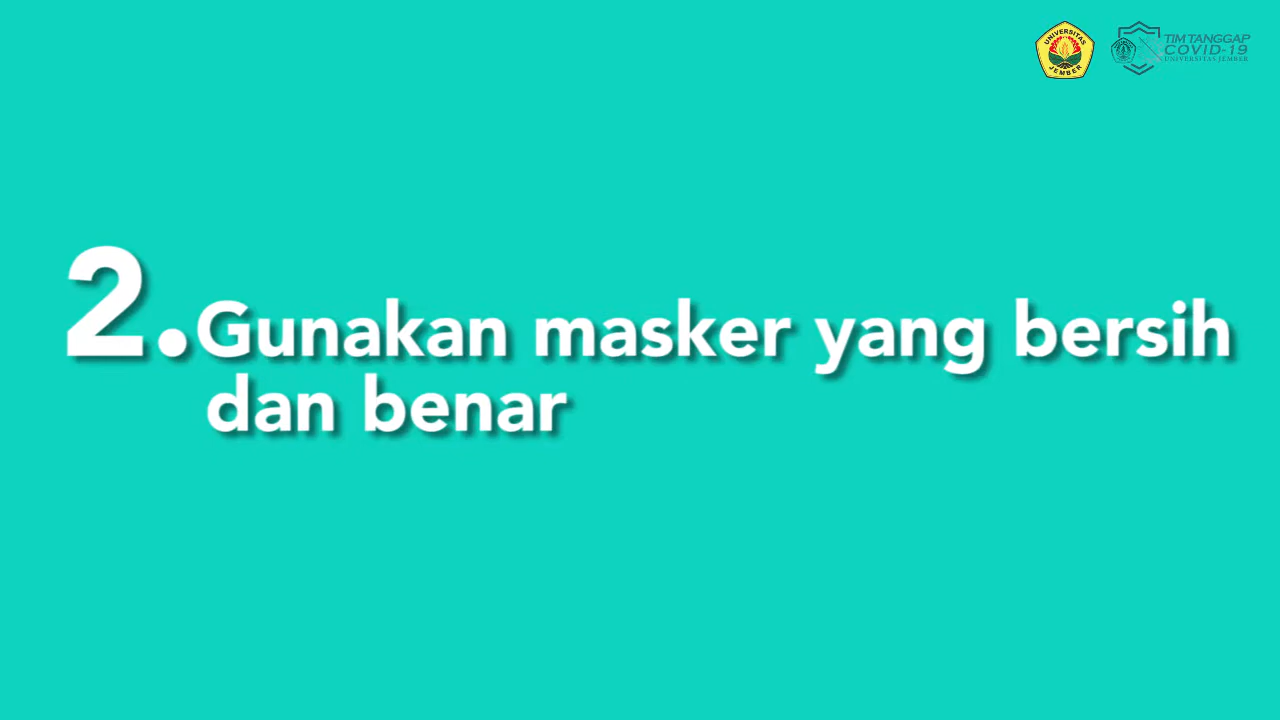 UNIVERSITAS
JEMBER
TIM TANGGAP
COVID-19
UNIVERSITAS JEMBER
2. Gunakan masker yang bersih
dan benar